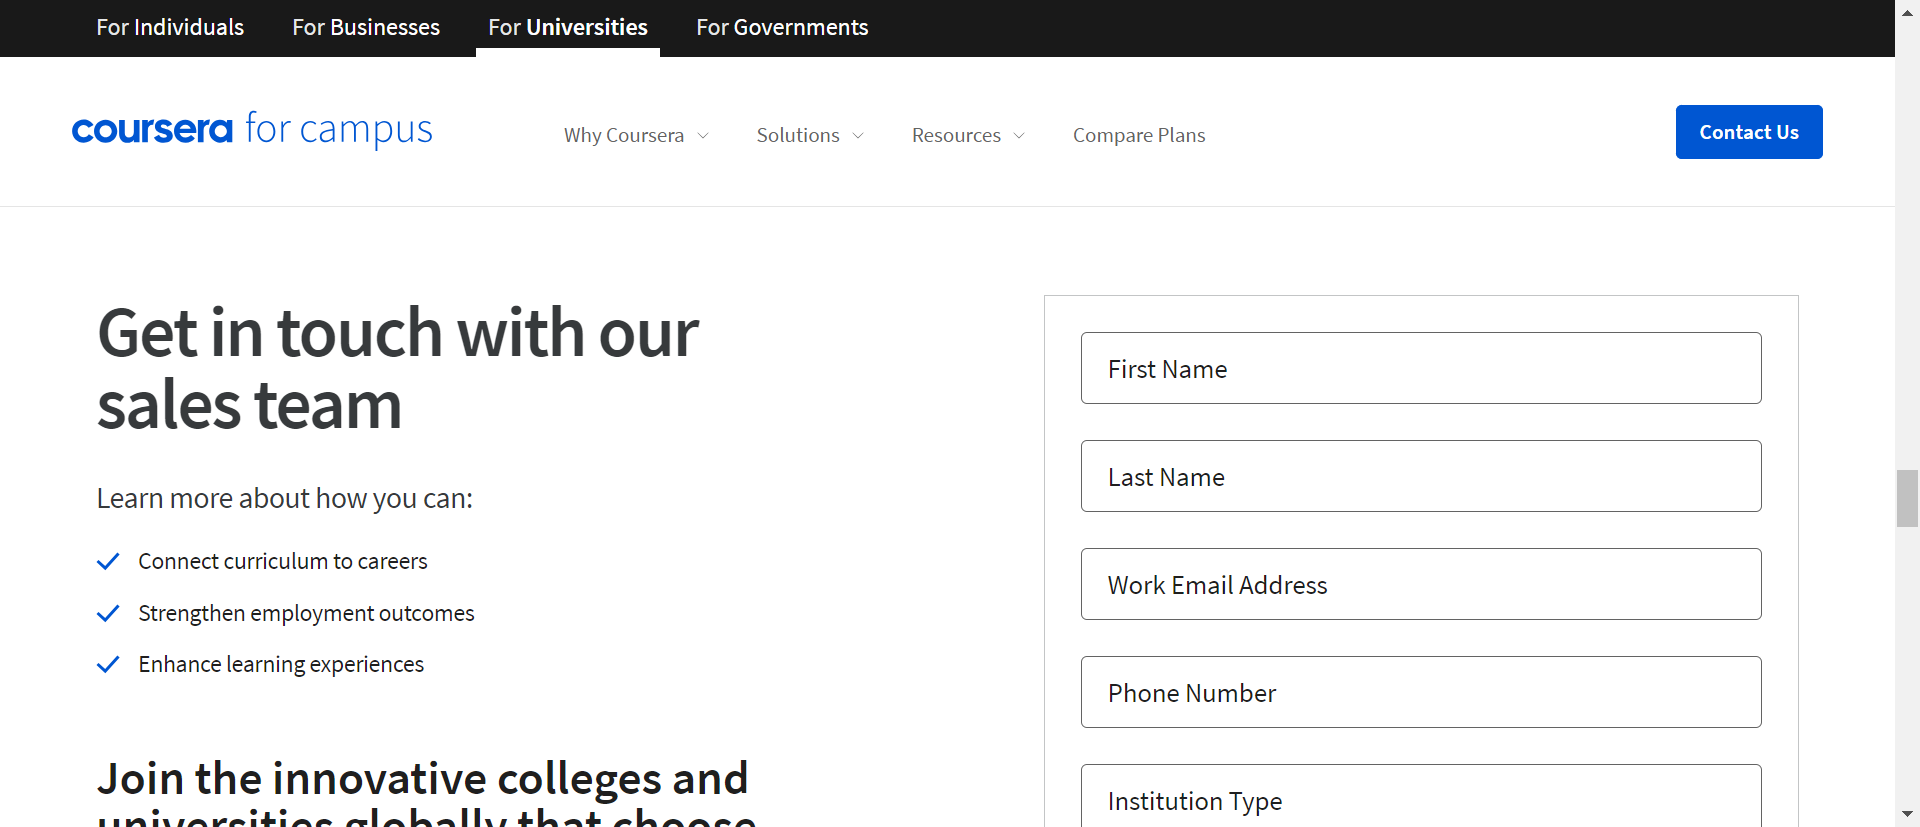 For Individuals For Businesses For Universities For Governments
coursera for campus Why Coursera Solutions Resources Compare Plans Contact Us
Get in touch with our
sales team
Learn more about how you can:
Connect curriculum to careers
Strengthen employment outcomes
Enhance learning experiences
Join the innovative colleges and
universities globally that choose
First Name
Last Name
Work Email Address
Phone Number
Institution Type